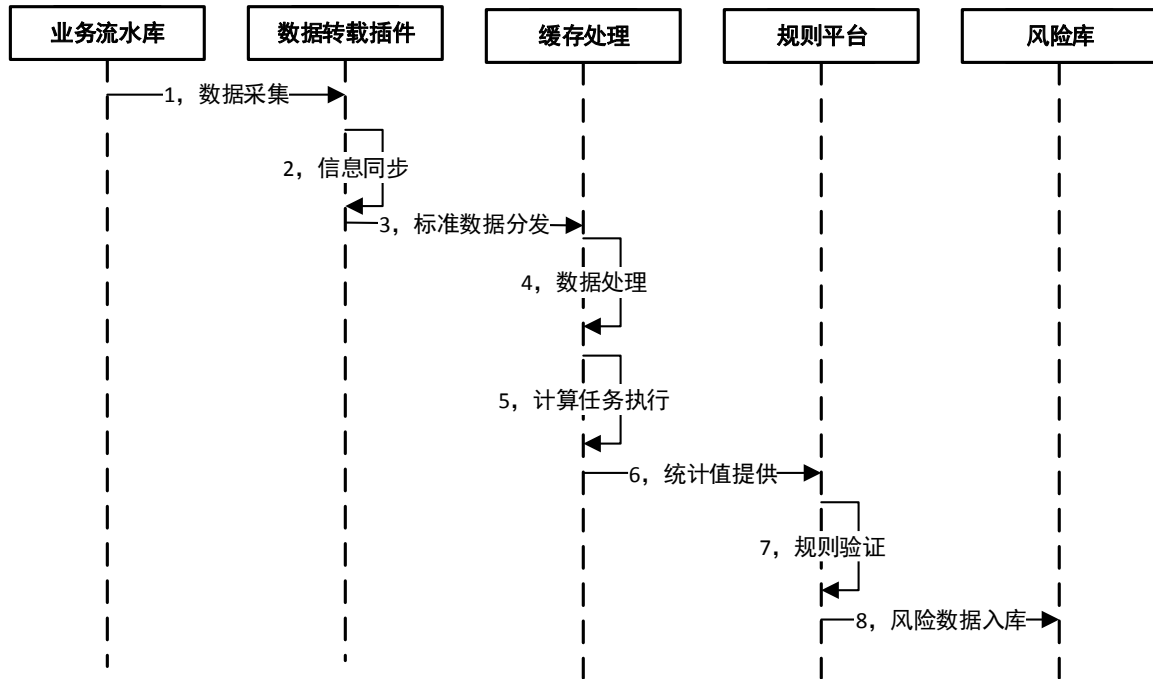 业务流水库
数据转载插件
缓存处理
规则平台
风险库
1，数据采集
2，信息同步
3，标准数据分发
4，数据处理
5，计算任务执行
6，统计值提供
7，规则验证
8，风险数据入库